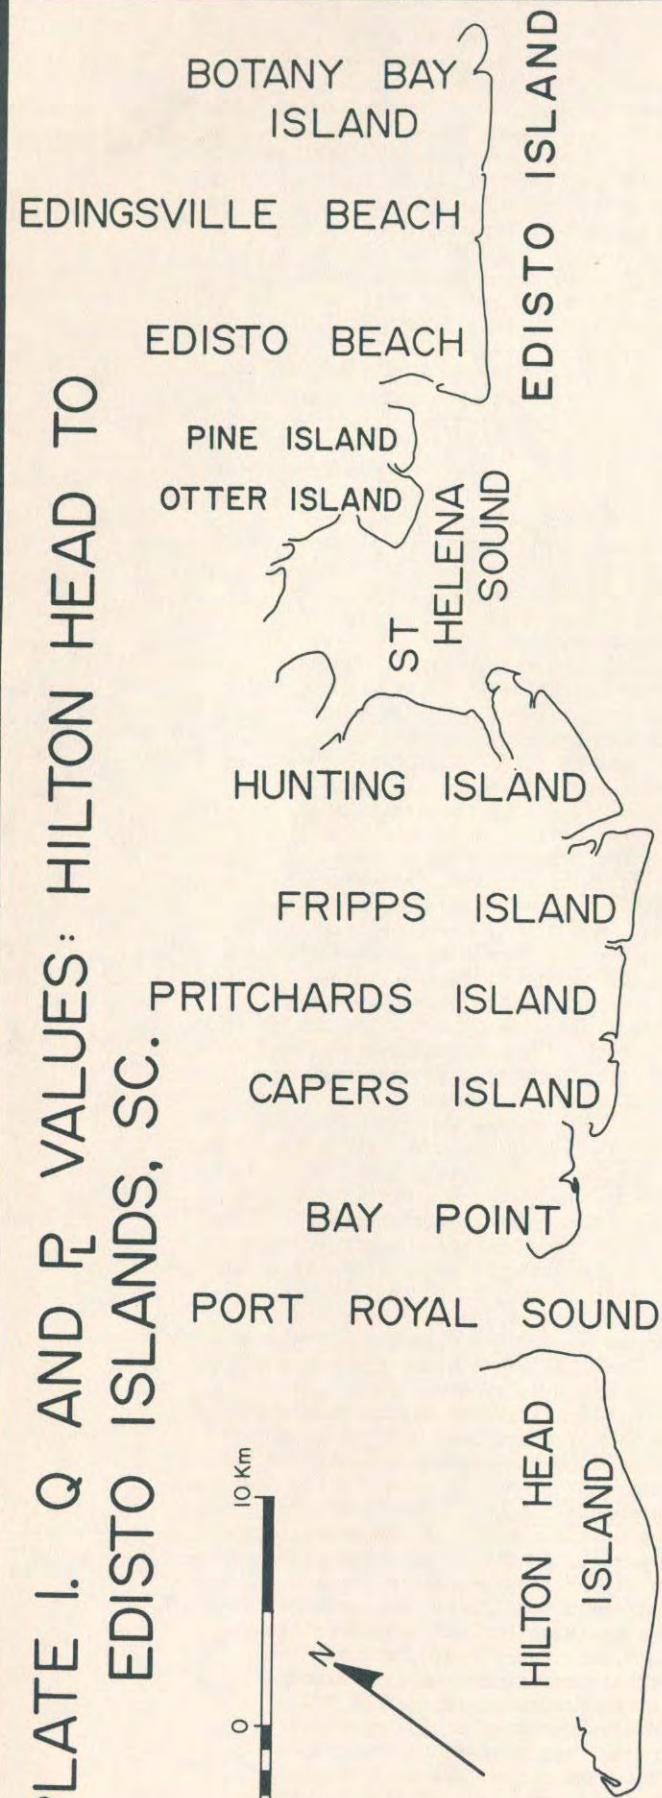 PLATE I. Q AND PL VALUES: HILTON HEAD TO
EDISTO ISLANDS, SC.
BOTANY BAY
ISLAND
EDINGSVILLE BEACH
EDISTO BEACH
EDISTO ISLAND
PINE ISLAND
OTTER ISLAND
ST
HELENA
SOUND
HUNTING ISLAND
FRIPPS ISLAND
PRITCHARDS ISLAND
CAPERS ISLAND
BAY POINT
PORT ROYAL SOUND
HILTON HEAD
ISLAND
0
10 Km
N